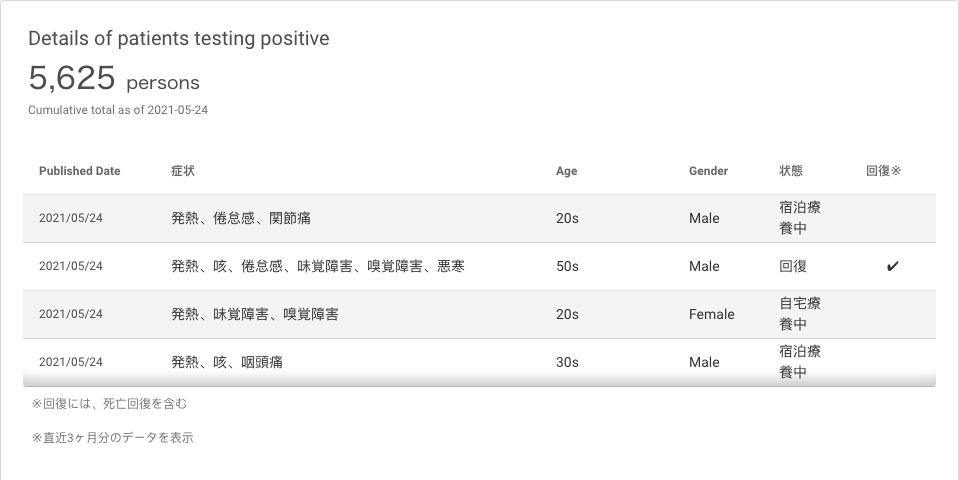 Details of patients testing positive
5,625 persons
Cumulative total as of 2021-05-24
Published Date 症状 Age Gender 状態 回復※
2021/05/24 発熱、倦怠感、関節痛 20s Male 宿泊療
養中
2021/05/24 発熱、咳、倦怠感、味覚障害、嗅覚障害、悪寒 50s Male 回復 ✔
2021/05/24 発熱、味覚障害、嗅覚障害 20s Female 自宅療
養中
2021/05/24 発熱、咳、咽頭痛 30s Male 宿泊療
養中
※回復には、死亡回復を含む
※直近3ヶ月分のデータを表示